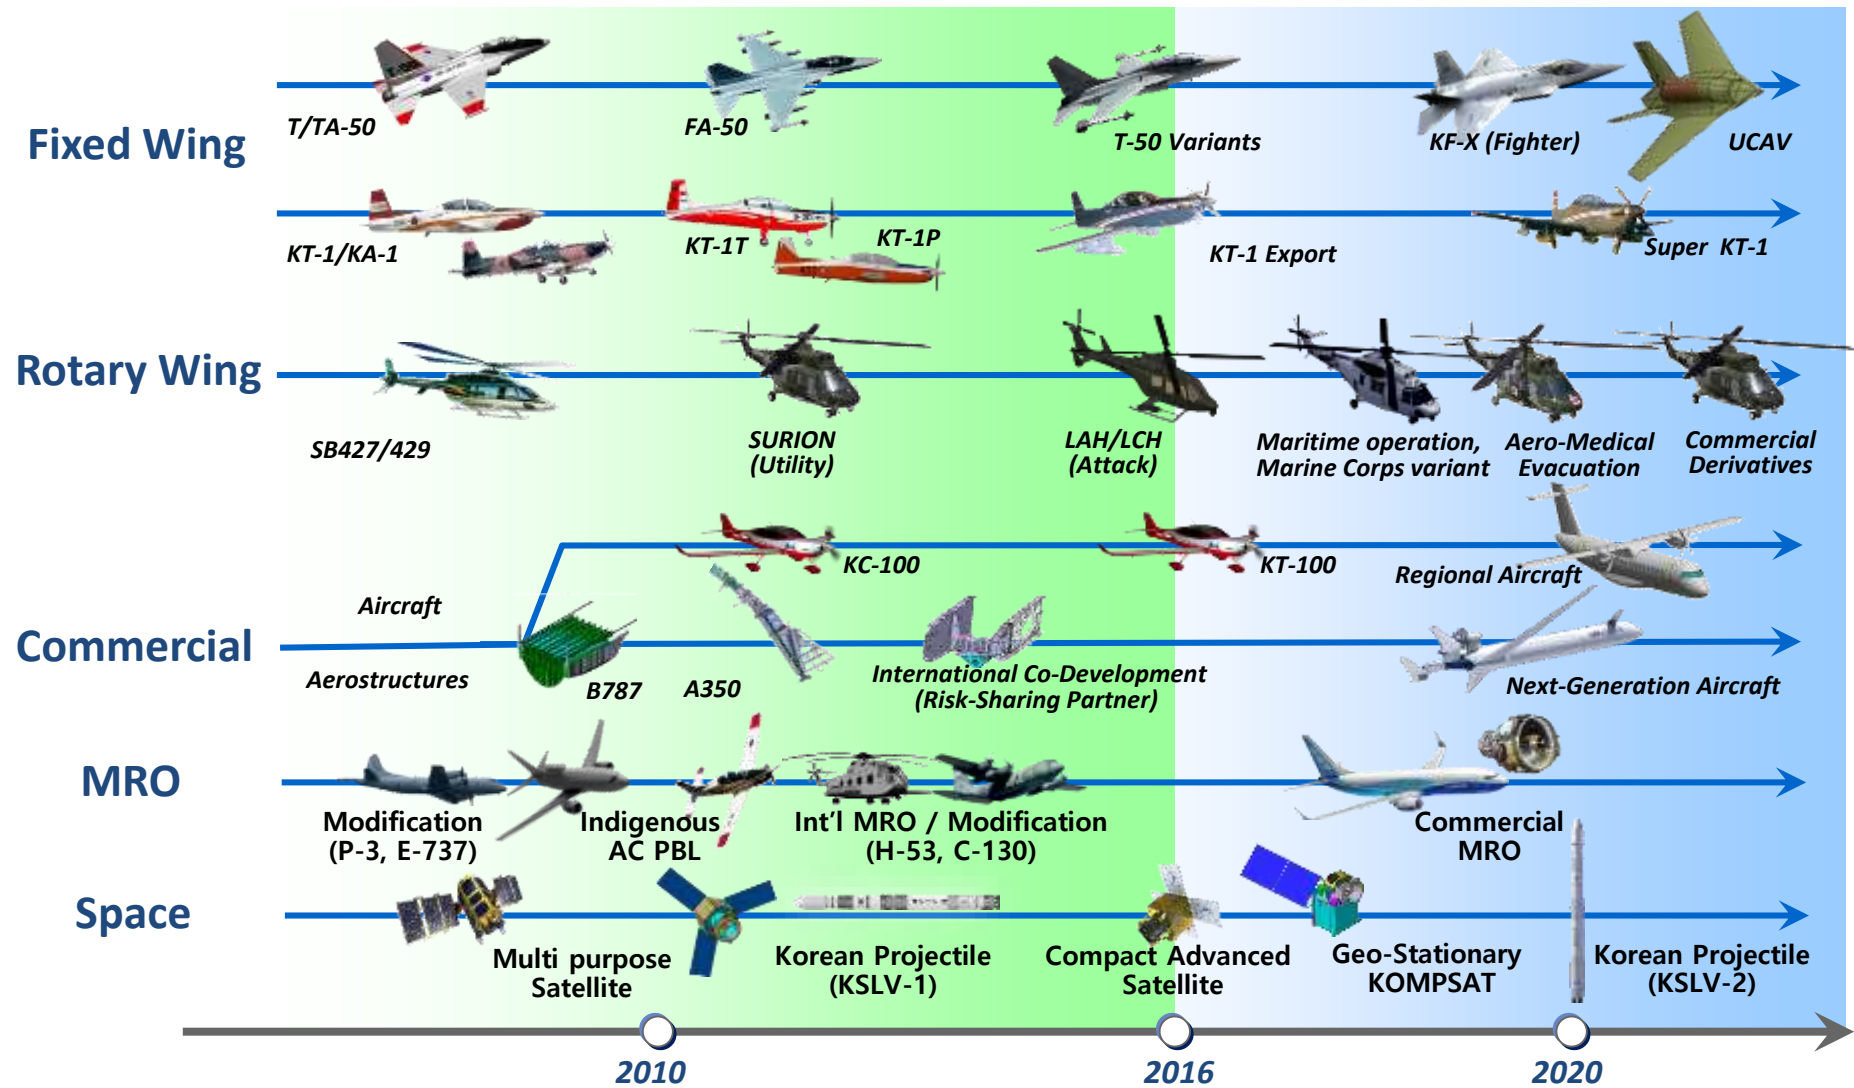 Fixed Wing
T/TA-50
FA-50
T-50 Variants
KF-X (Fighter)
UCAV
KT-1/KA-1
KT-1T
KT-1P
KT-1 Export
Super KT-1
Rotary Wing
SB427/429
SURION
(Utility)
LAH/LCH
(Attack)
Maritime operation,
Marine Corps variant
Aero-Medical
Evacuation
Commercial
Derivatives
Commercial
Aircraft
KC-100
KT-100
Regional Aircraft
Aerostructures
B787
A350
International Co-Development
(Risk-Sharing Partner)
Next-Generation Aircraft
MRO
Modification
(P-3, E-737)
Indigenous
AC PBL
Int'l MRO / Modification
(H-53, C-130)
Commercial
MRO
Space
Multi purpose
Satellite
Korean Projectile
(KSLV-1)
Compact Advanced
Satellite
Geo-Stationary
KOMPSAT
Korean Projectile
(KSLV-2)
2010
2016
2020